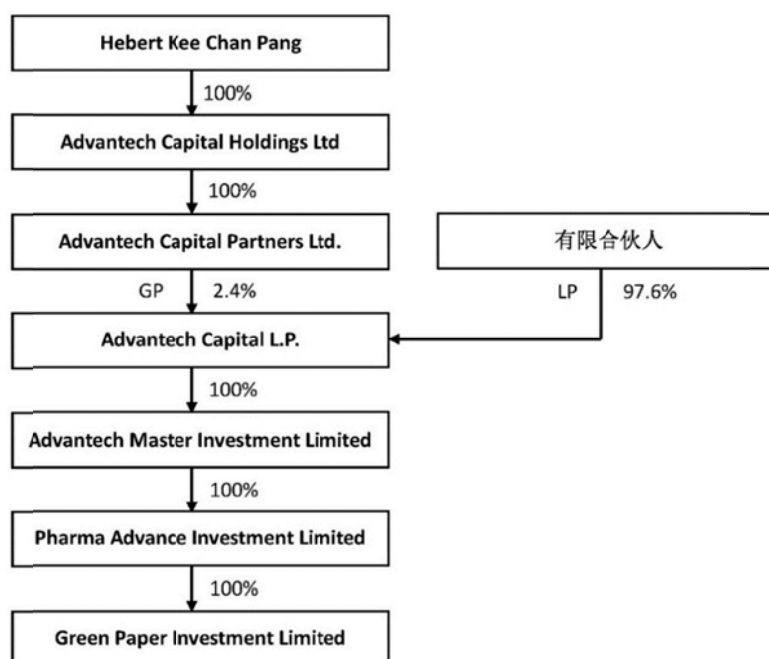 Hebert Kee Chan Pang
100%
Advantech Capital Holdings Ltd
100%
Advantech Capital Partners Ltd.
有限合伙人
GP 2.4%
LP 97.6%
Advantech Capital L.P.
100%
Advantech Master Investment Limited
100%
Pharma Advance Investment Limited
100%
Green Paper Investment Limited